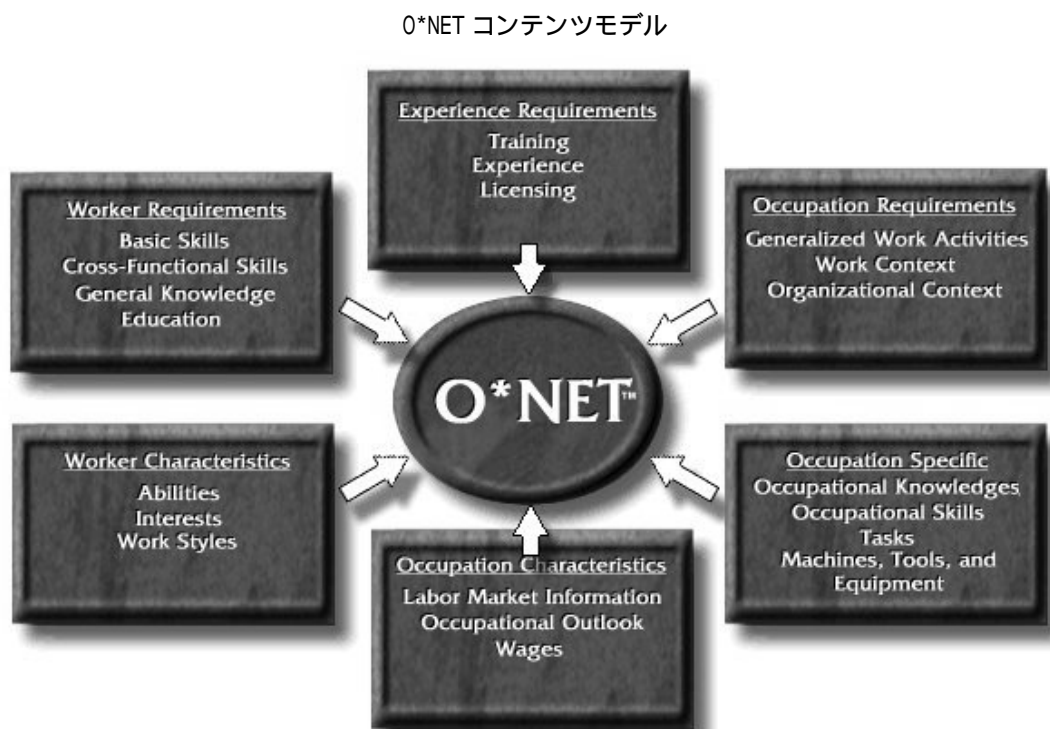 O*NET コンテンツモデル
Experience Requirements
Training
Experience
Licensing
Worker Requirements
Basic Skills
Cross-Functional Skills
General Knowledge
Education
Occupation Requirements
Generalized Work Activities
Work Context
Organizational Context
O*NET™
Worker Characteristics
Abilities
Interests
Work Styles
Occupation Specific
Occupational Knowledges
Occupational Skills
Tasks
Machines, Tools, and
Equipment
Occupation Characteristics
Labor Market Information
Occupational Outlook
Wages